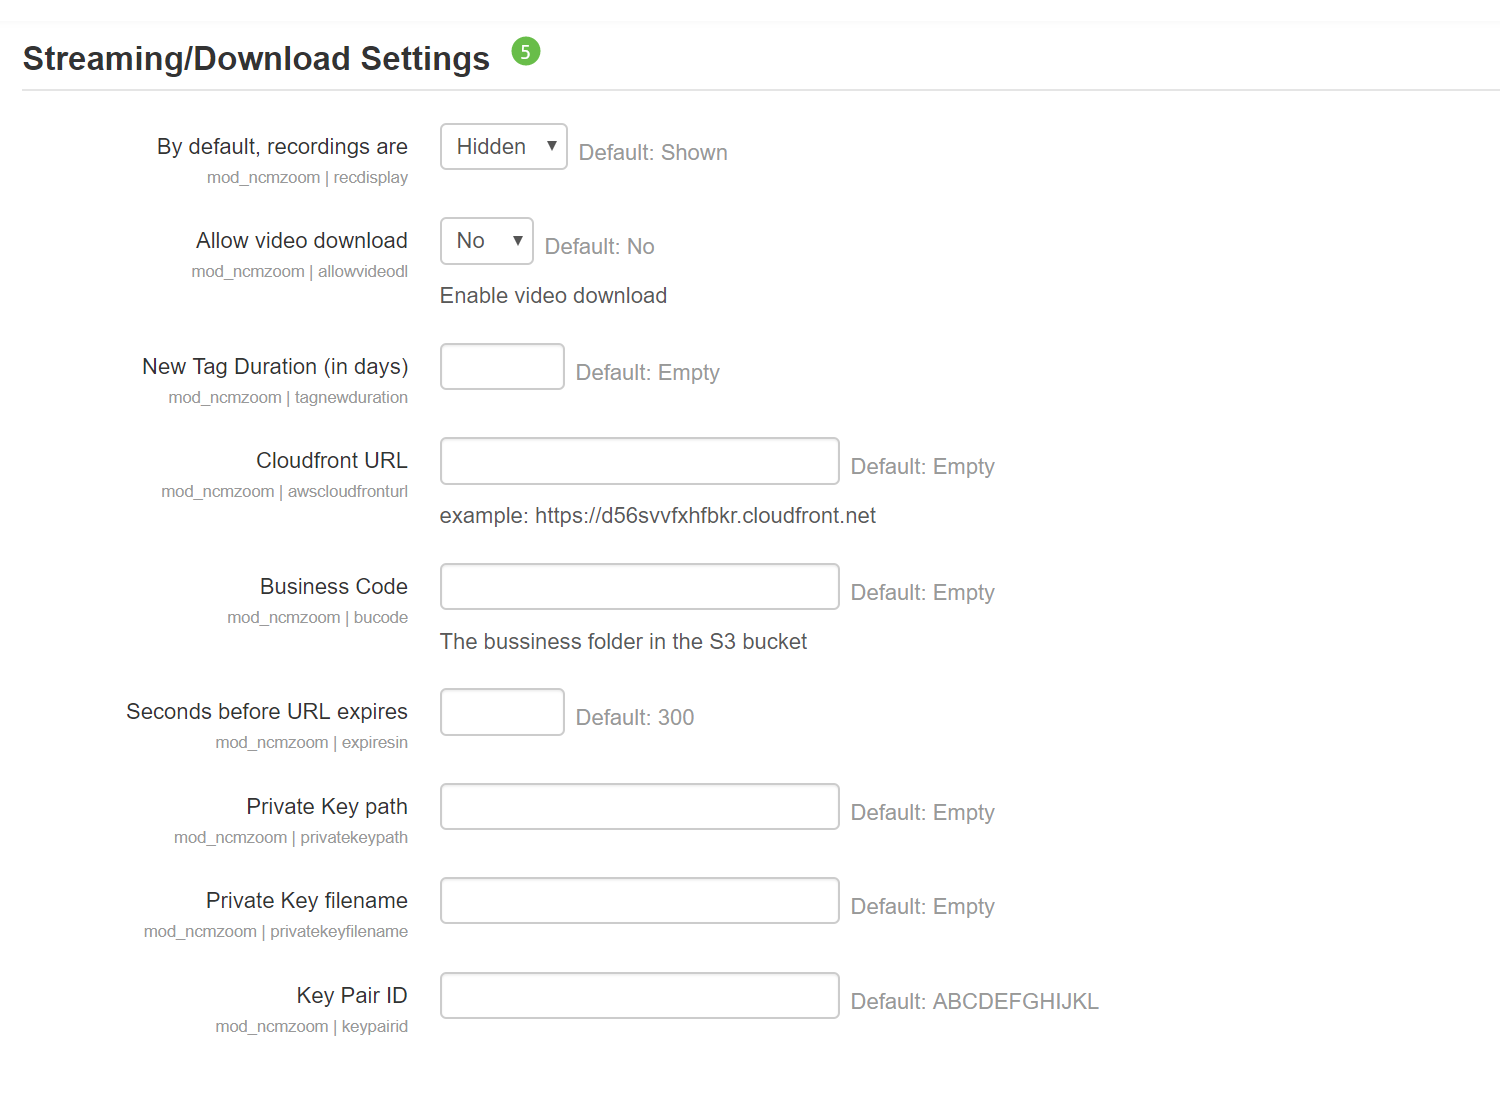 Streaming/Download Settings 5
By default, recordings are Hidden ▼ Default: Shown
mod_ncmzoom | recdisplay
Allow video download No ▼ Default: No
mod_ncmzoom | allowvideodl
Enable video download
New Tag Duration (in days) Default: Empty
mod_ncmzoom | tagnewduration
Cloudfront URL Default: Empty
mod_ncmzoom | awscloudfronturl
example: https://d56svvfxhfbkr.cloudfront.net
Business Code Default: Empty
mod_ncmzoom | bucode
The bussiness folder in the S3 bucket
Seconds before URL expires Default: 300
mod_ncmzoom | expiresin
Private Key path Default: Empty
mod_ncmzoom | privatekeypath
Private Key filename Default: Empty
mod_ncmzoom | privatekeyfilename
Key Pair ID Default: ABCDEFGHIJKL
mod_ncmzoom | keypairid